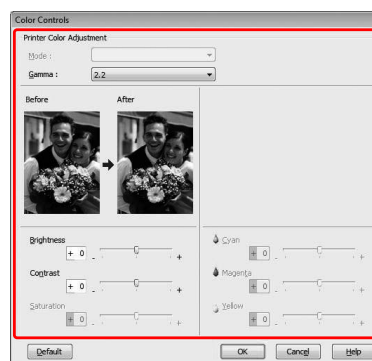 Color Controls
Printer Color Adjustment
Mode :
Gamma : 2.2
Before After
Brightness
+ 0 - +
Contrast
+ 0 - +
Saturation
+ 0 - +
Cyan
+ 0 - +
Magenta
+ 0 - +
Yellow
+ 0 - +
Default OK Cancel Help